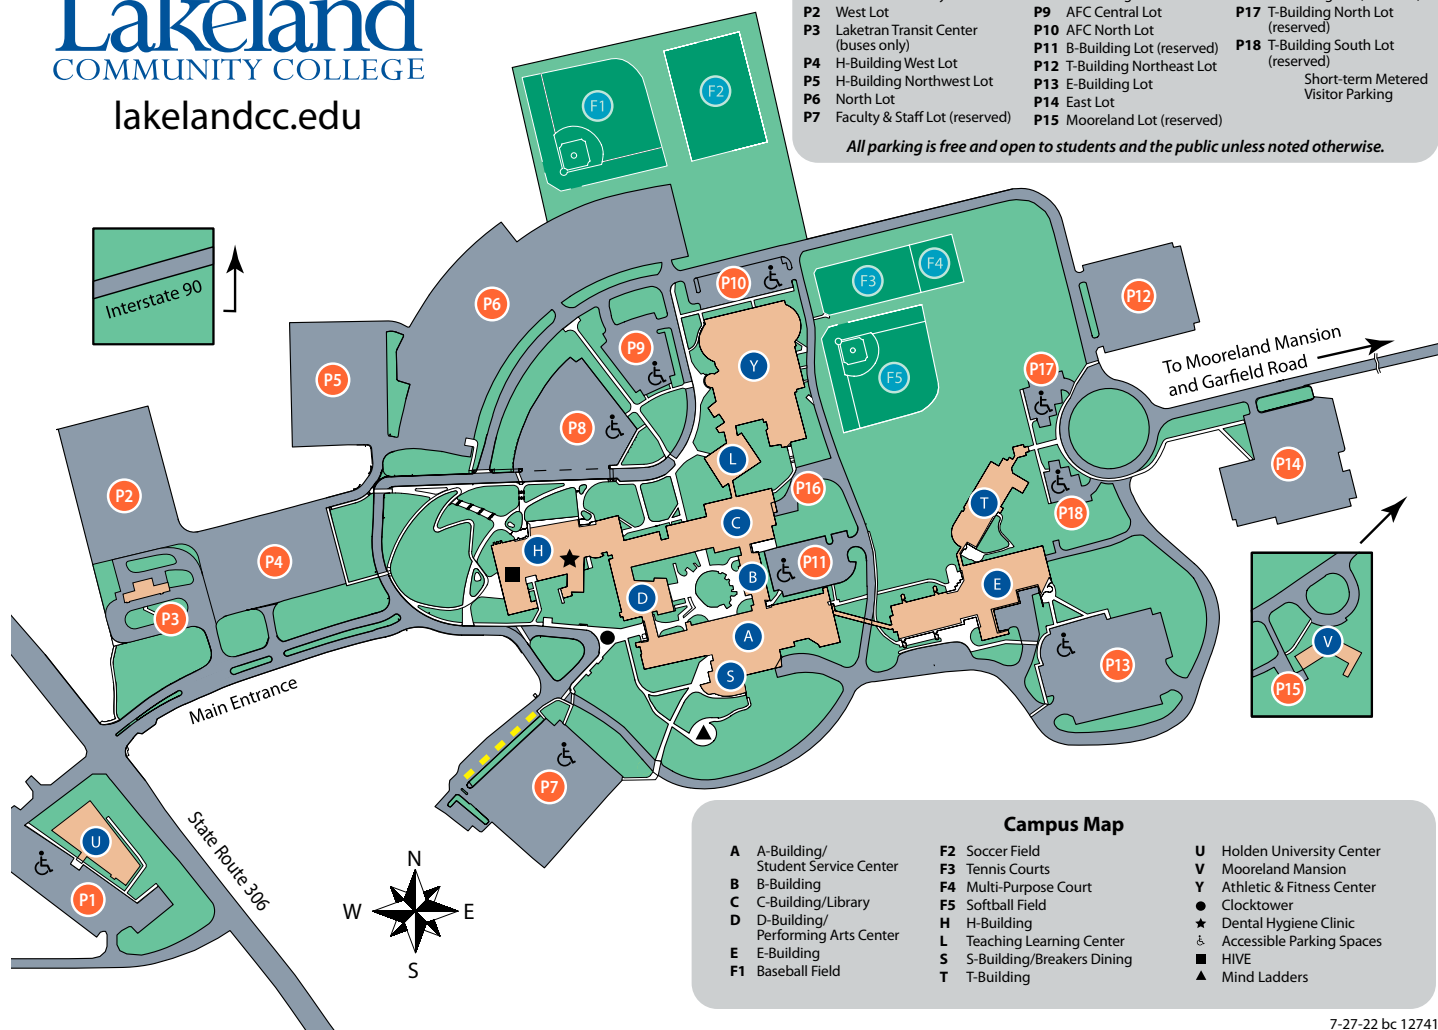 Lakeland
COMMUNITY COLLEGE
lakelandcc.edu
P2 West Lot
P3 Laketran Transit Center
(buses only)
P4 H-Building West Lot
P5 H-Building Northwest Lot
P6 North Lot
P7 Faculty & Staff Lot (reserved)
P9 AFC Central Lot
P10 AFC North Lot
P11 B-Building Lot (reserved)
P12 T-Building Northeast Lot
P13 E-Building Lot
P14 East Lot
P15 Mooreland Lot (reserved)
P17 T-Building North Lot
(reserved)
P18 T-Building South Lot
(reserved)
Short-term Metered
Visitor Parking
All parking is free and open to students and the public unless noted otherwise.
F1
F2
Interstate 90
P6
P10
F3
F4
P12
P5
P9
Y
F5
P17
To Mooreland Mansion
and Garfield Road
P8
L
P14
P2
P16
T
P18
C
P4
H
P11
B
E
P3
D
A
V
S
P13
P15
Main Entrance
P7
U
P1
State Route 306
N
W
E
S
Campus Map
A A-Building/
Student Service Center
B B-Building
C C-Building/Library
D D-Building/
Performing Arts Center
E E-Building
F1 Baseball Field
F2 Soccer Field
F3 Tennis Courts
F4 Multi-Purpose Court
F5 Softball Field
H H-Building
L Teaching Learning Center
S S-Building/Breakers Dining
T T-Building
U Holden University Center
V Mooreland Mansion
Y Athletic & Fitness Center
Clocktower
Dental Hygiene Clinic
Accessible Parking Spaces
HIVE
Mind Ladders
7-27-22 bc 12741